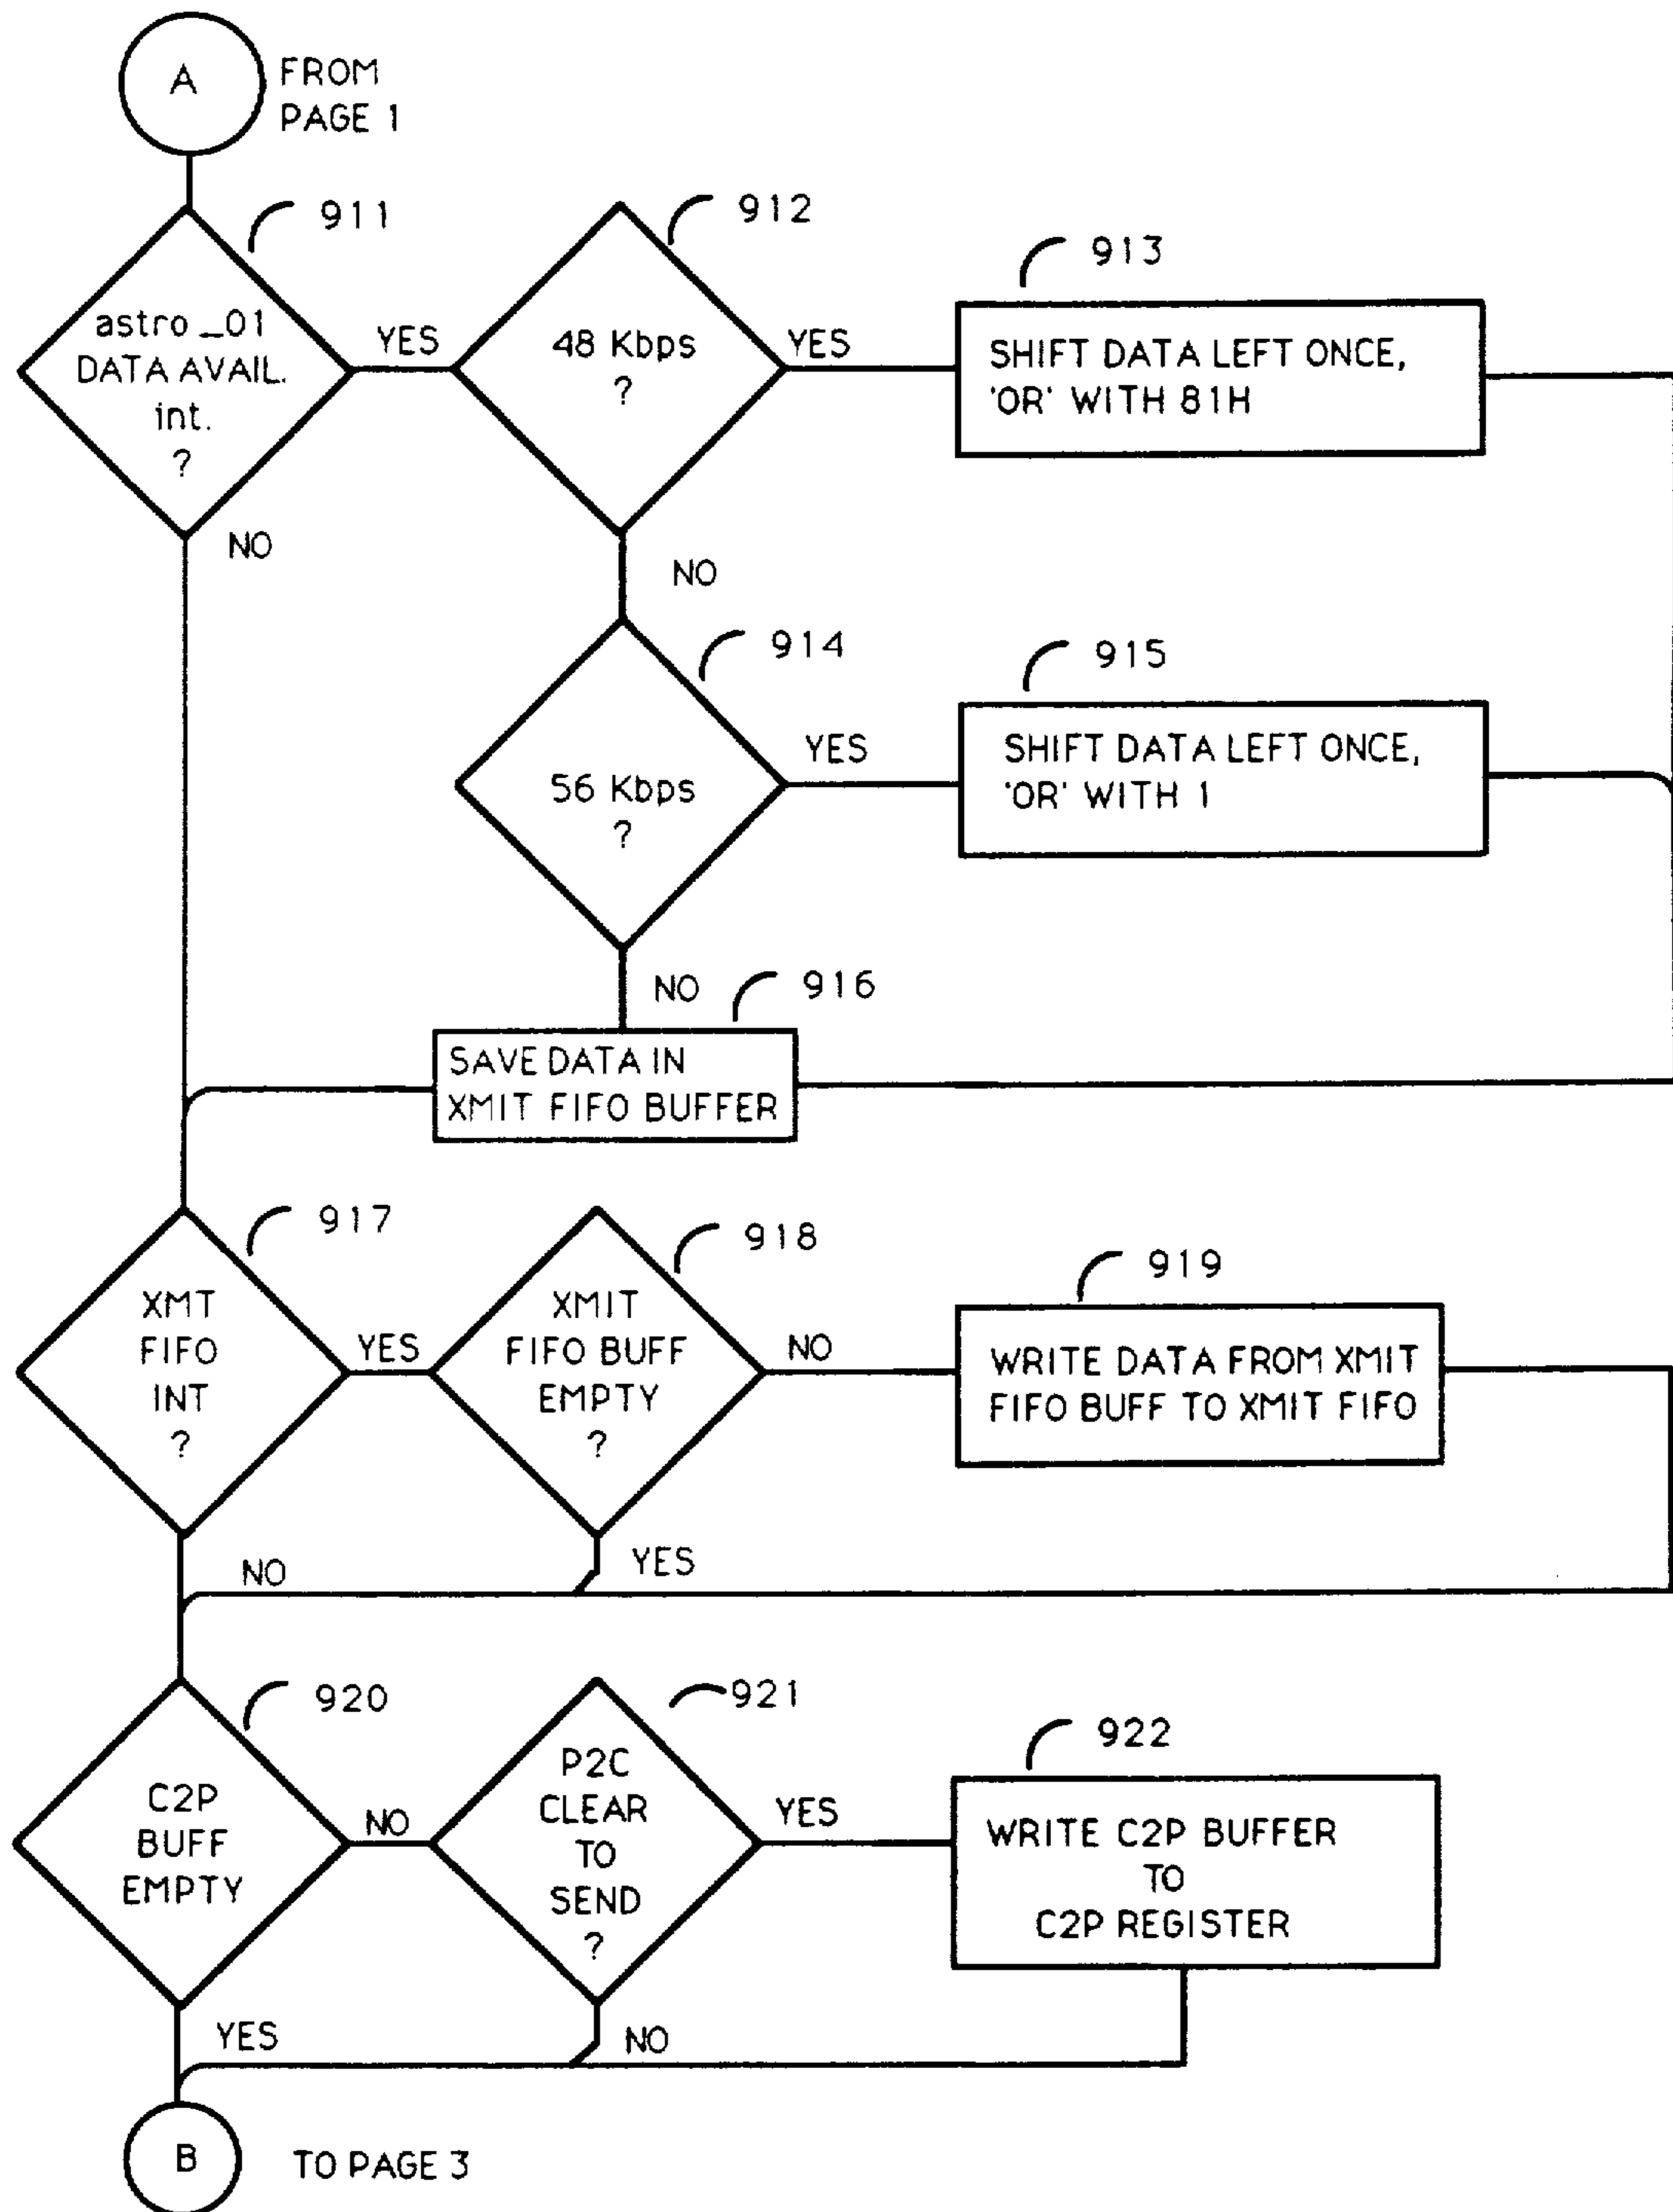 A
FROM
PAGE 1
911
astro_01
DATA AVAIL.
int.
?
YES
NO
912
48 Kbps
?
YES
NO
913
SHIFT DATA LEFT ONCE,
'OR' WITH 81H
914
56 Kbps
?
YES
NO
915
SHIFT DATA LEFT ONCE,
'OR' WITH 1
916
SAVE DATA IN
XMIT FIFO BUFFER
917
XMT
FIFO
INT
?
YES
NO
918
XMIT
FIFO BUFF
EMPTY
?
NO
YES
919
WRITE DATA FROM XMIT
FIFO BUFF TO XMIT FIFO
920
C2P
BUFF
EMPTY
NO
YES
921
P2C
CLEAR
TO
SEND
?
YES
NO
922
WRITE C2P BUFFER
TO
C2P REGISTER
B
TO PAGE 3